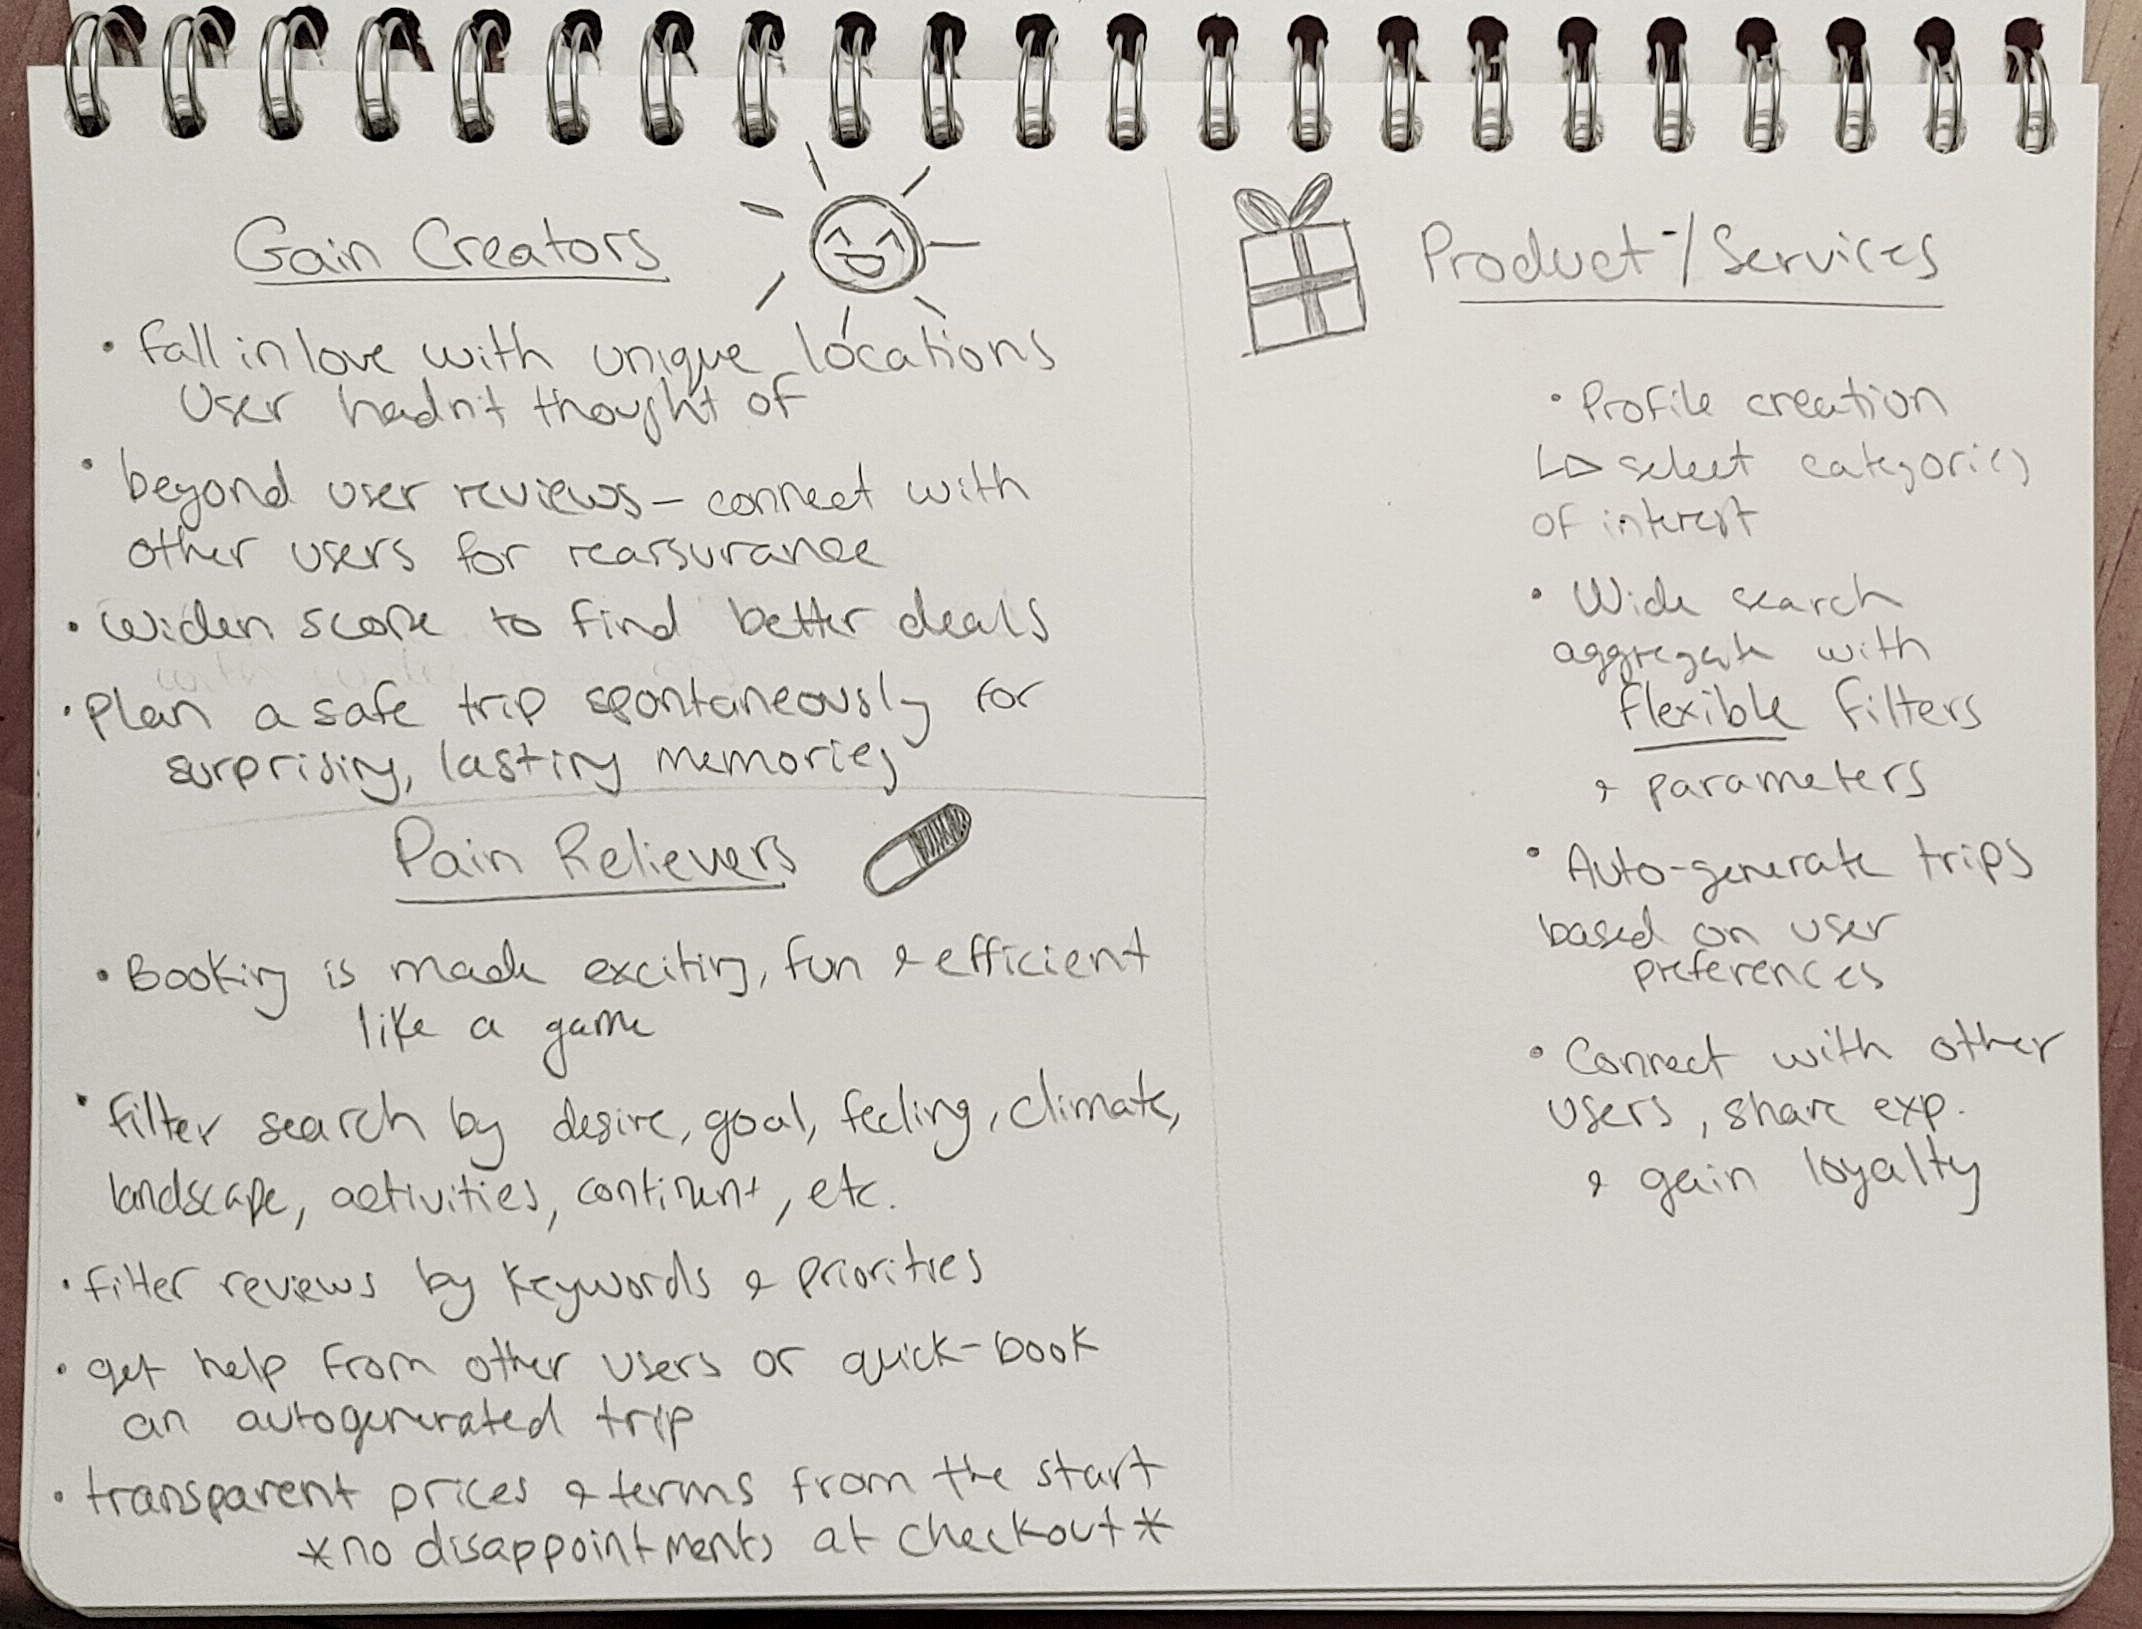 Gain Creators
• fall in love with unique locations
user hadn't thought of
• beyond user reviews – connect with
other users for reassurance
• widen scope to find better deals
• plan a safe trip spontaneously for
surprising, lasting memories
Pain Relievers
• Booking is made exciting, fun & efficient
like a game
• filter search by desire, goal, feeling, climate,
landscape, activities, continent, etc.
• filter reviews by keywords & priorities
• get help from other users or quick-book
an autogenerated trip
• transparent prices & terms from the start
*no disappointments at checkout*
Product-/Services
• Profile creation
↳ select categories
of interest
• Wide search
aggregate with
flexible filters
& parameters
• Auto-generate trips
based on user
preferences
• Connect with other
users, share exp.
& gain loyalty